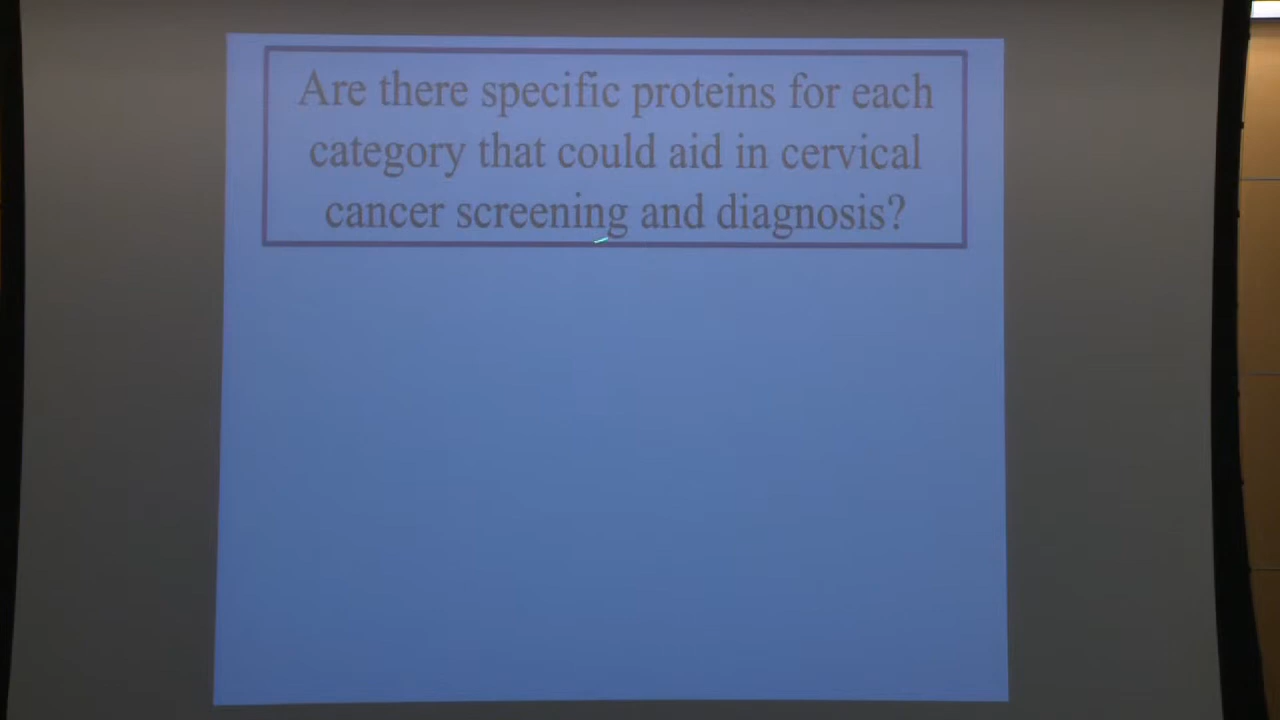 Are there specific proteins for each
category that could aid in cervical
cancer screening and diagnosis?